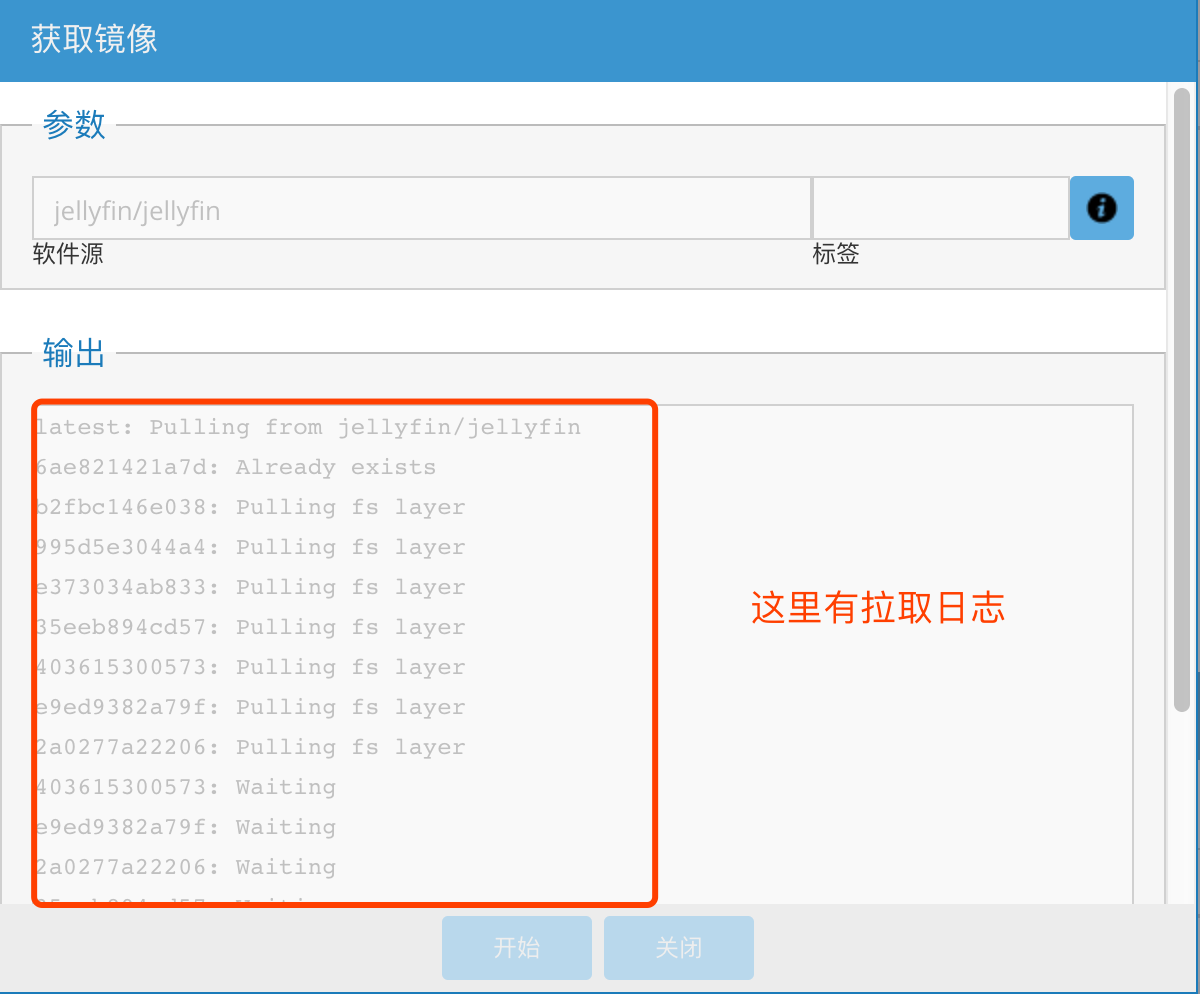 获取镜像
参数
jellyfin/jellyfin
软件源 标签
输出
latest: Pulling from jellyfin/jellyfin
6ae821421a7d: Already exists
b2fbc146e038: Pulling fs layer
995d5e3044a4: Pulling fs layer
e373034ab833: Pulling fs layer
35eeb894cd57: Pulling fs layer
403615300573: Pulling fs layer
e9ed9382a79f: Pulling fs layer
2a0277a22206: Pulling fs layer
403615300573: Waiting
e9ed9382a79f: Waiting
2a0277a22206: Waiting
这里有拉取日志
开始 关闭